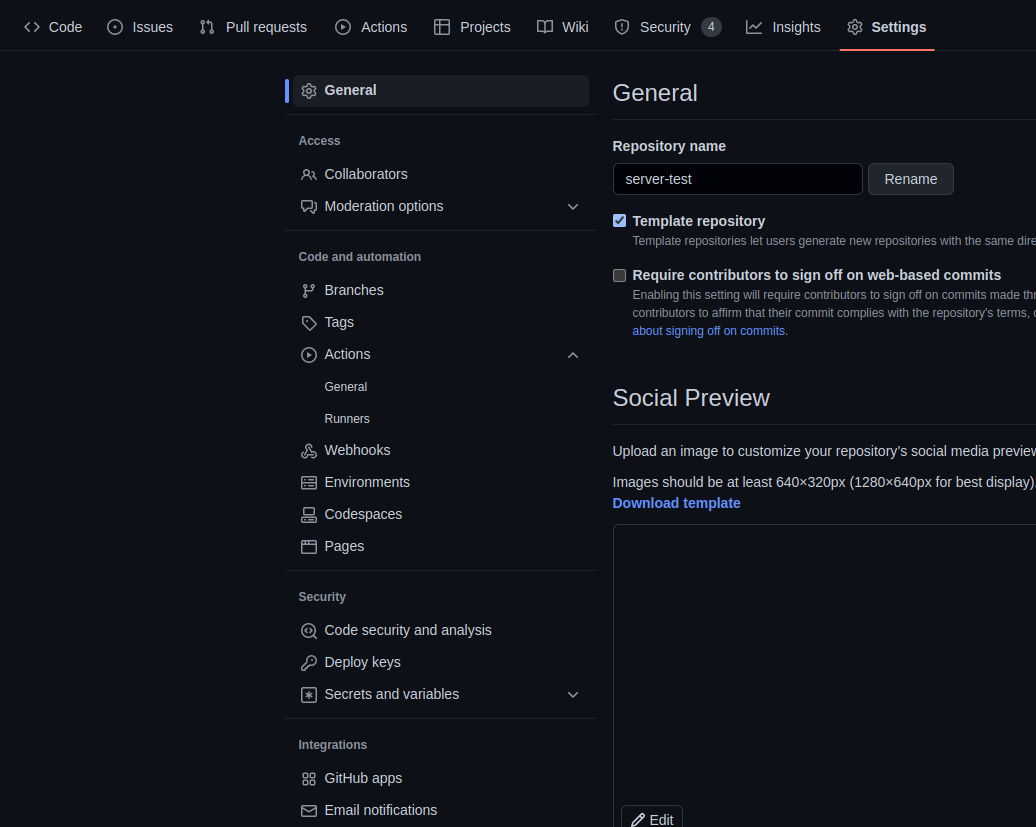 Code Issues Pull requests Actions Projects Wiki Security 4 Insights Settings
General
Access
Collaborators
Moderation options
Code and automation
Branches
Tags
Actions
General
Runners
Webhooks
Environments
Codespaces
Pages
Security
Code security and analysis
Deploy keys
Secrets and variables
Integrations
GitHub apps
Email notifications
General
Repository name
server-test Rename
Template repository
Template repositories let users generate new repositories with the same dire
Require contributors to sign off on web-based commits
Enabling this setting will require contributors to sign off on commits made thr
contributors to affirm that their commit complies with the repository's terms,
about signing off on commits.
Social Preview
Upload an image to customize your repository’s social media preview
Images should be at least 640×320px (1280×640px for best display)
Download template
Edit